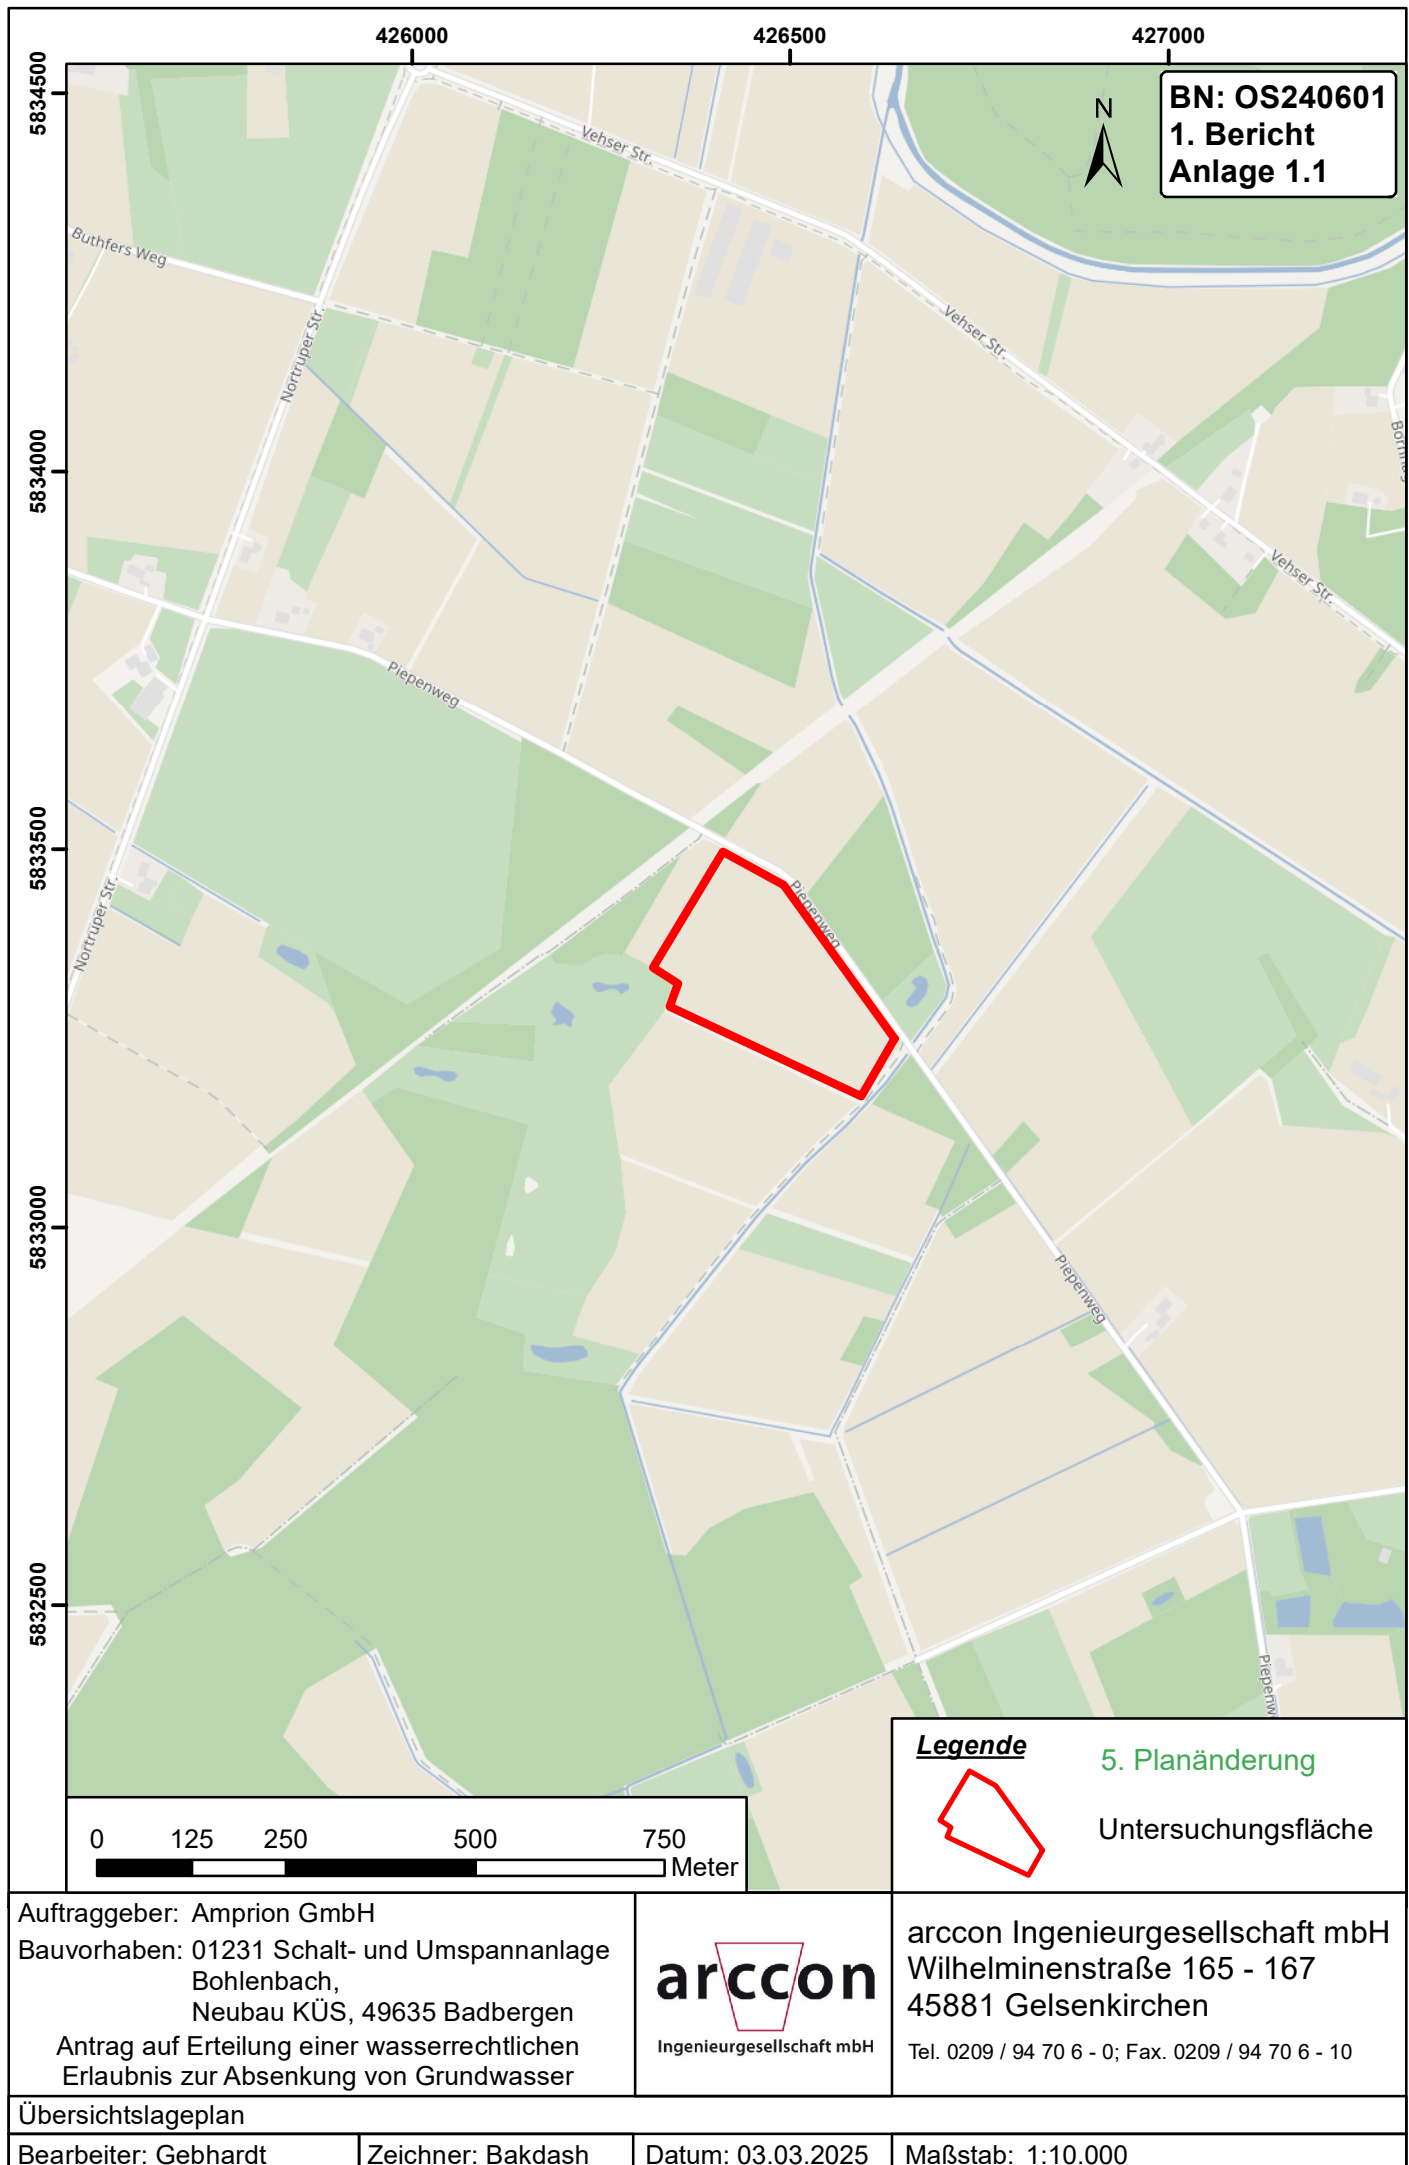 426000
426500
427000
5834500
BN: OS240601
1. Bericht
Anlage 1.1
N
Vehser Str.
Buthfers Weg
Nortruper Str.
Vehser Str.
5834000
Vehser Str.
Piepenweg
5833500
Piepenweg
Nortruper Str.
5833000
Piepenweg
5832500
Legende
5. Planänderung
Untersuchungsfläche
0 125 250 500 750
Meter
Auftraggeber: Amprion GmbH
Bauvorhaben: 01231 Schalt- und Umspannanlage
Bohlenbach,
Neubau KÜS, 49635 Badbergen
Antrag auf Erteilung einer wasserrechtlichen
Erlaubnis zur Absenkung von Grundwasser
arccon
Ingenieurgesellschaft mbH
arccon Ingenieurgesellschaft mbH
Wilhelminenstraße 165 - 167
45881 Gelsenkirchen
Tel. 0209 / 94 70 6 - 0; Fax. 0209 / 94 70 6 - 10
Übersichtslageplan
Bearbeiter: Gebhardt
Zeichner: Bakdash
Datum: 03.03.2025
Maßstab: 1:10.000